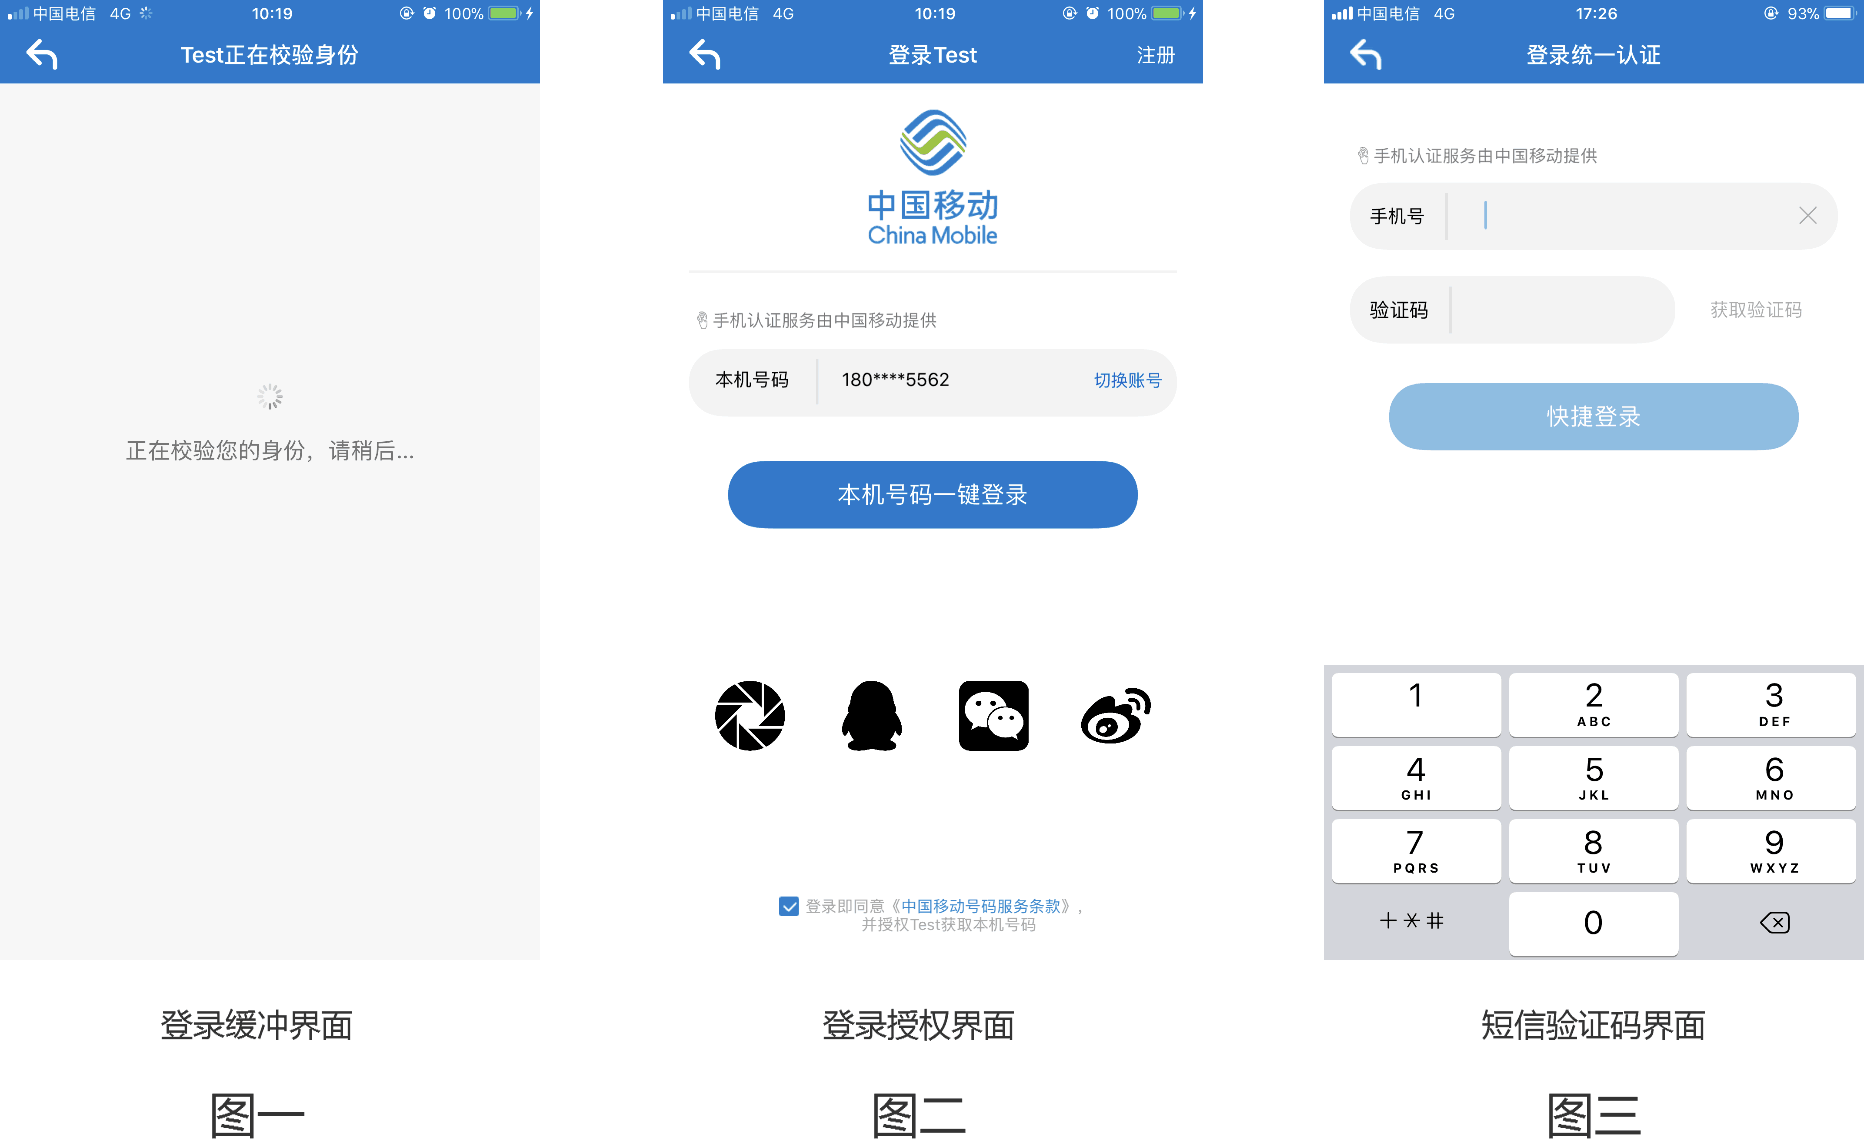 中国电信 4G 10:19 100%
Test正在校验身份
正在校验您的身份，请稍后...
登录缓冲界面
图一
中国电信 4G 10:19 100%
登录Test 注册
中国移动
China Mobile
手机认证服务由中国移动提供
本机号码 180****5562 切换账号
本机号码一键登录
登录即同意《中国移动号码服务条款》，
并授权Test获取本机号码
登录授权界面
图二
中国电信 4G 17:26 93%
登录统一认证
手机认证服务由中国移动提供
手机号
验证码 获取验证码
快捷登录
1 2 3
ABC DEF
4 5 6
GHI JKL MNO
7 8 9
PQRS TUV WXYZ
+*# 0
短信验证码界面
图三